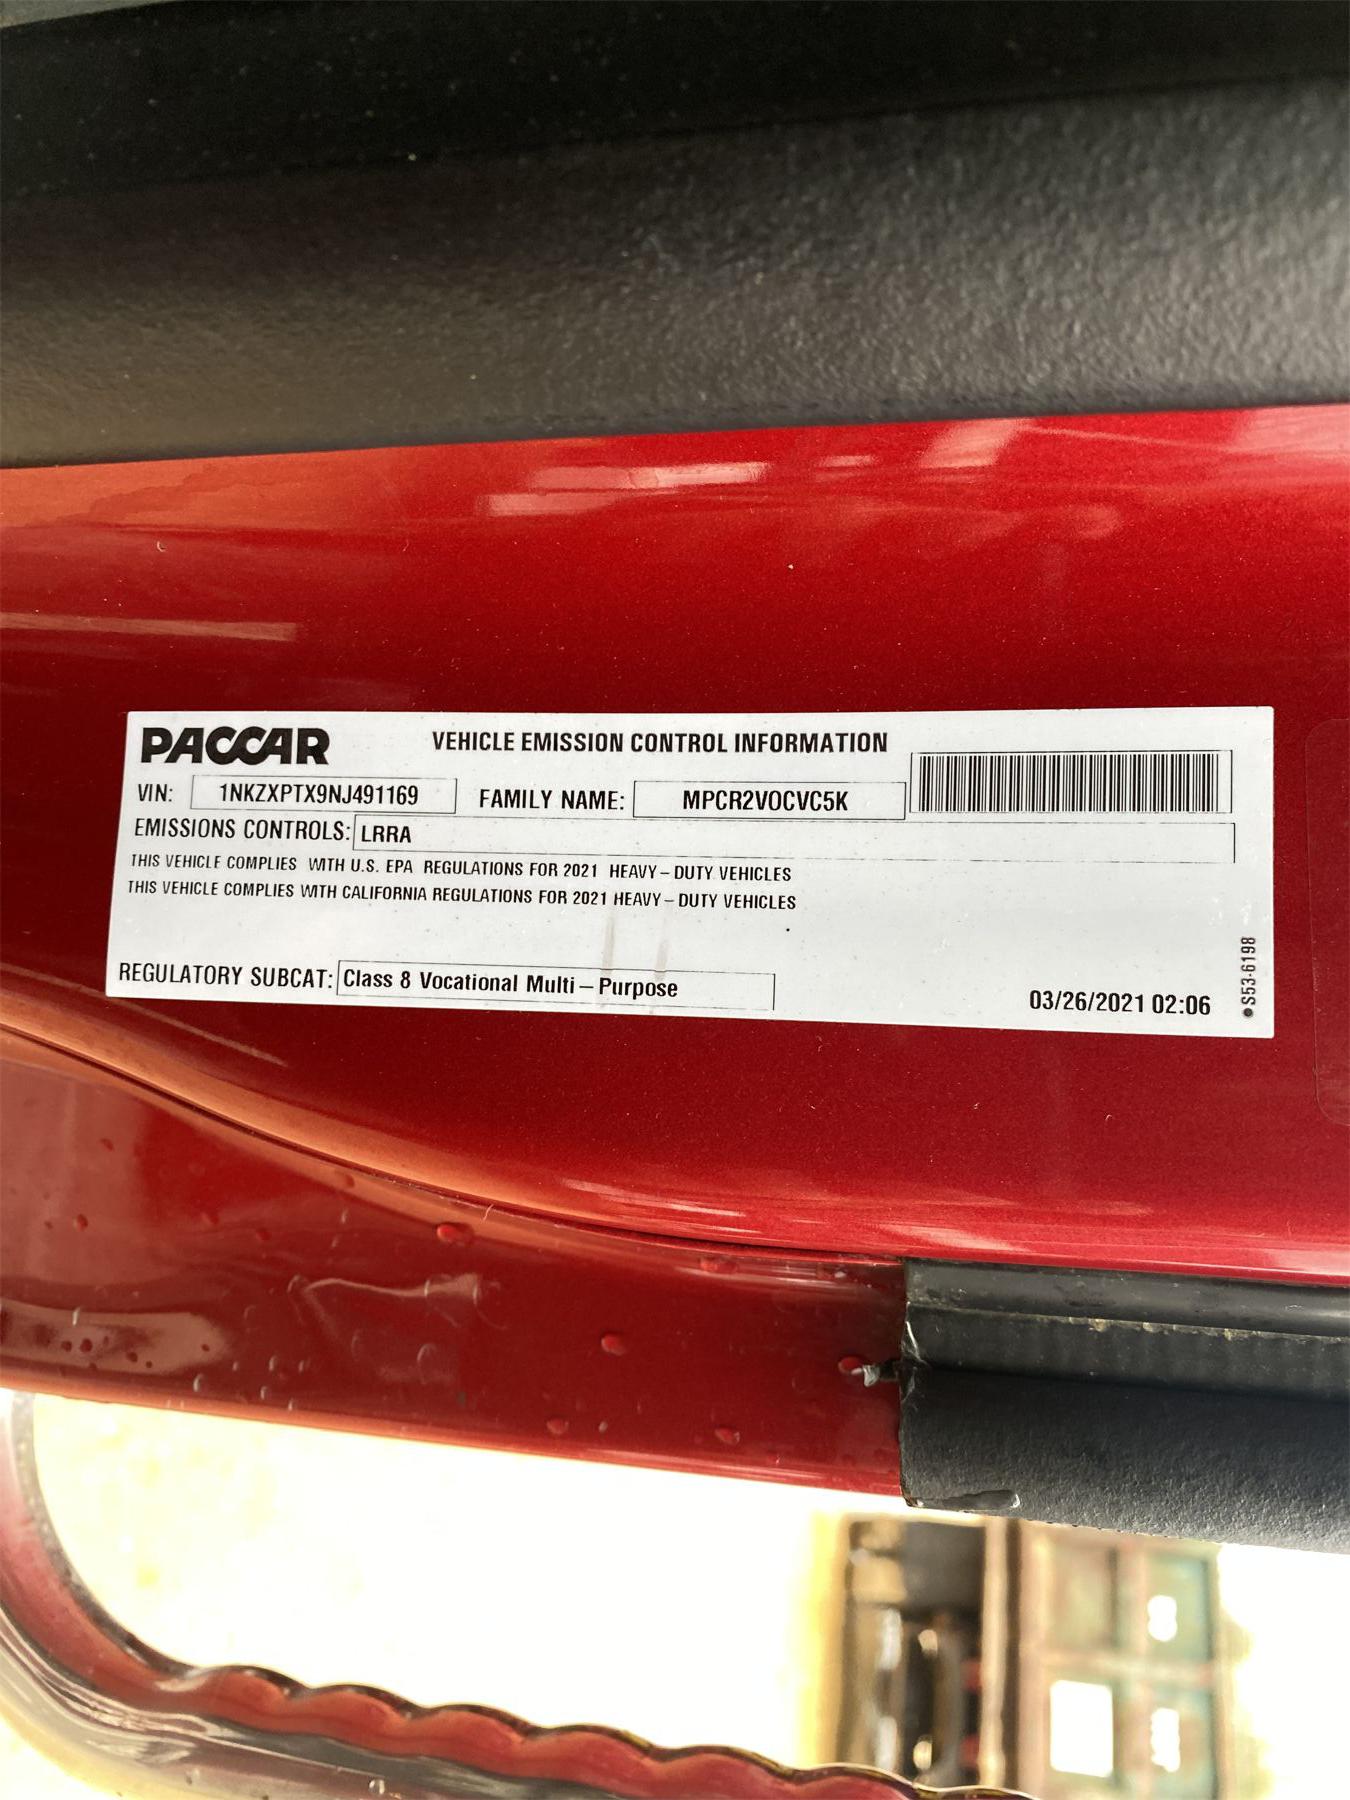 PACCAR VEHICLE EMISSION CONTROL INFORMATION
VIN: 1NKZXPTX9NJ491169 FAMILY NAME: MPCR2VOCVC5K
EMISSIONS CONTROLS: LRRA
THIS VEHICLE COMPLIES WITH U.S. EPA REGULATIONS FOR 2021 HEAVY-DUTY VEHICLES
THIS VEHICLE COMPLIES WITH CALIFORNIA REGULATIONS FOR 2021 HEAVY-DUTY VEHICLES
REGULATORY SUBCAT: Class 8 Vocational Multi-Purpose
03/26/2021 02:06
•S53-6198